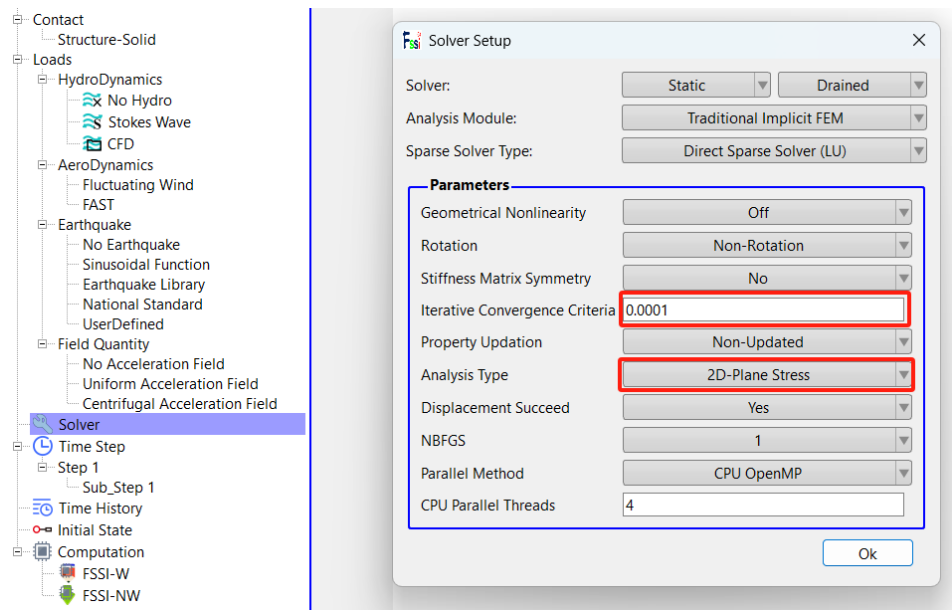 Contact
Structure-Solid
Loads
HydroDynamics
No Hydro
Stokes Wave
CFD
AeroDynamics
Fluctuating Wind
FAST
Earthquake
No Earthquake
Sinusoidal Function
Earthquake Library
National Standard
UserDefined
Field Quantity
No Acceleration Field
Uniform Acceleration Field
Centrifugal Acceleration Field
Solver
Time Step
Step 1
Sub_Step 1
Time History
Initial State
Computation
FSSI-W
FSSI-NW
Fssi Solver Setup
Solver: Static Drained
Analysis Module: Traditional Implicit FEM
Sparse Solver Type: Direct Sparse Solver (LU)
Parameters
Geometrical Nonlinearity Off
Rotation Non-Rotation
Stiffness Matrix Symmetry No
Iterative Convergence Criteria 0.0001
Property Updation Non-Updated
Analysis Type 2D-Plane Stress
Displacement Succeed Yes
NBFGS 1
Parallel Method CPU OpenMP
CPU Parallel Threads 4
Ok